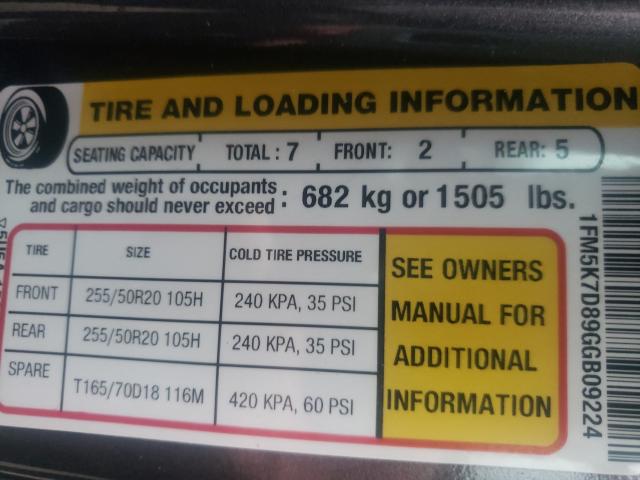 TIRE AND LOADING INFORMATION
SEATING CAPACITY TOTAL : 7 FRONT: 2 REAR: 5
The combined weight of occupants and cargo should never exceed : 682 kg or 1505 lbs.
TIRE SIZE COLD TIRE PRESSURE
FRONT 255/50R20 105H 240 KPA, 35 PSI
REAR 255/50R20 105H 240 KPA, 35 PSI
SPARE T165/70D18 116M 420 KPA, 60 PSI
SEE OWNERS
MANUAL FOR
ADDITIONAL
INFORMATION
1FM5K7D89GGB09224